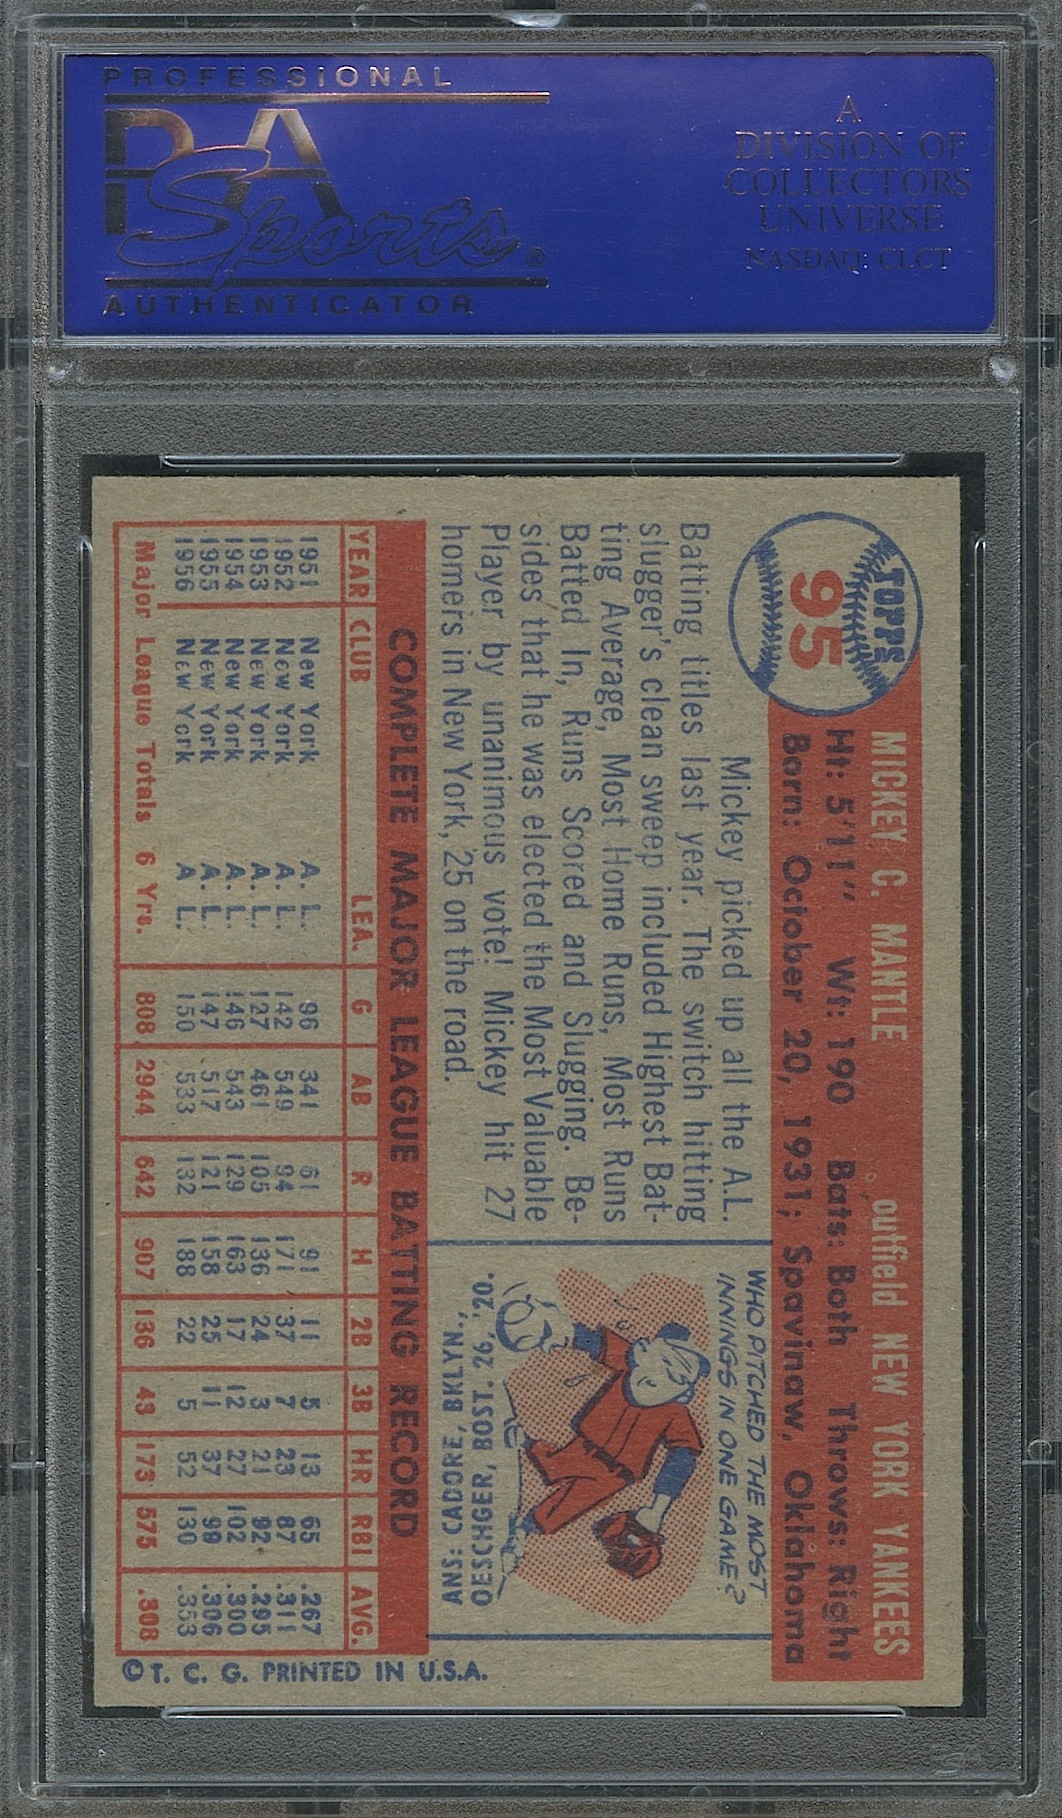 PROFESSIONAL
PSA
Sports®
AUTHENTICATOR
A
DIVISION OF
COLLECTORS
UNIVERSE
NASDAQ: CLCT
TOPPS
95
MICKEY C. MANTLE outfield NEW YORK YANKEES
Ht: 5'11" Wt: 190 Bats: Both Throws: Right
Born: October 20, 1931; Spavinaw, Oklahoma
Mickey picked up all the A.L.
Batting titles last year. The switch hitting
slugger's clean sweep included Highest Bat-
ting Average, Most Home Runs, Most Runs
Batted In, Runs Scored and Slugging. Be-
sides that he was elected the Most Valuable
Player by unanimous vote! Mickey hit 27
homers in New York, 25 on the road.
WHO PITCHED THE MOST
INNINGS IN ONE GAME?
ANS: CADORE, BKLYN.,
OESCHGER, BOST. 26, '20.
COMPLETE MAJOR LEAGUE BATTING RECORD
YEAR CLUB LEA. G AB R H 2B 3B HR RBI AVG.
1951 New York A. L. 96 341 61 91 11 5 13 65 .267
1952 New York A. L. 142 549 94 171 37 7 23 87 .311
1953 New York A. L. 127 461 105 136 24 3 21 92 .295
1954 New York A. L. 146 543 129 163 17 12 27 102 .300
1955 New York A. L. 147 517 121 158 25 11 37 99 .306
1956 New York A. L. 150 533 132 188 22 5 52 130 .353
Major League Totals 6 Yrs. 808 2944 642 907 136 43 173 575 .308
© T. C. G. PRINTED IN U.S.A.